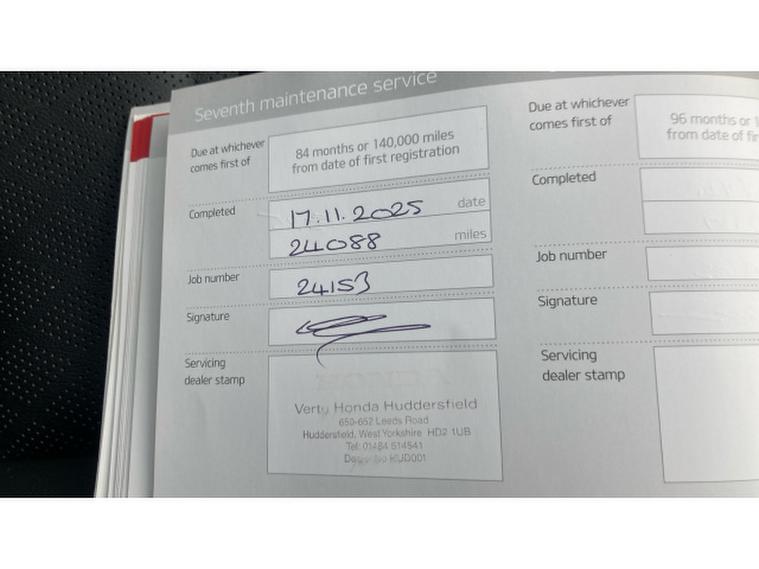 Seventh maintenance service
Due at whichever
comes first of
84 months or 140,000 miles
from date of first registration
Completed
17.11.2025 date
24088 miles
Job number
24153
Signature
Servicing
dealer stamp
Verty Honda Huddersfield
650-652 Leeds Road
Huddersfield, West Yorkshire HD2 1UB
Tel: 01484 514541
HUD001
Due at whichever
comes first of
96 months or
from date of
Completed
Job number
Signature
Servicing
dealer stamp